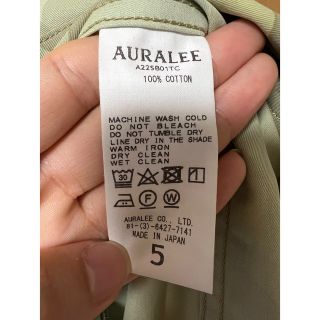 AURALEE
A22SB01TC
100% COTTON
MACHINE WASH COLD
DO NOT BLEACH
DO NOT TUMBLE DRY
LINE DRY IN THE SHADE
WARM IRON
DRY CLEAN
WET CLEAN
30
F W
AURALEE CO., LTD.
81-(3)-6427-7141
MADE IN JAPAN
5